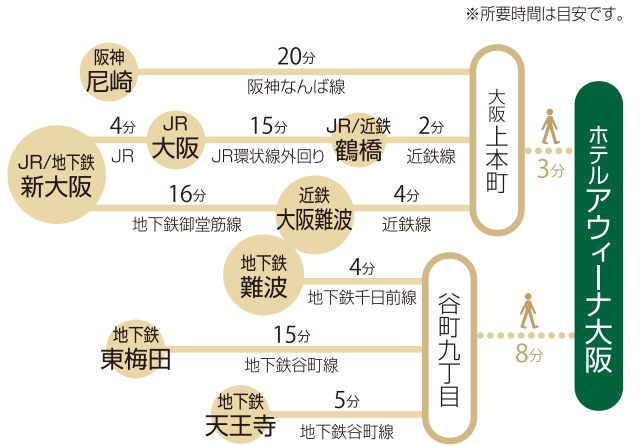 ※所要時間は目安です。
阪神
尼崎
20分
阪神なんば線
JR/地下鉄
新大阪
4分
JR
JR
大阪
15分
JR環状線外回り
JR/近鉄
鶴橋
2分
近鉄線
16分
地下鉄御堂筋線
近鉄
大阪難波
4分
近鉄線
大阪上本町
3分
地下鉄
難波
4分
地下鉄千日前線
地下鉄
東梅田
15分
地下鉄谷町線
地下鉄
天王寺
5分
地下鉄谷町線
谷町九丁目
8分
ホテルアウィーナ大阪